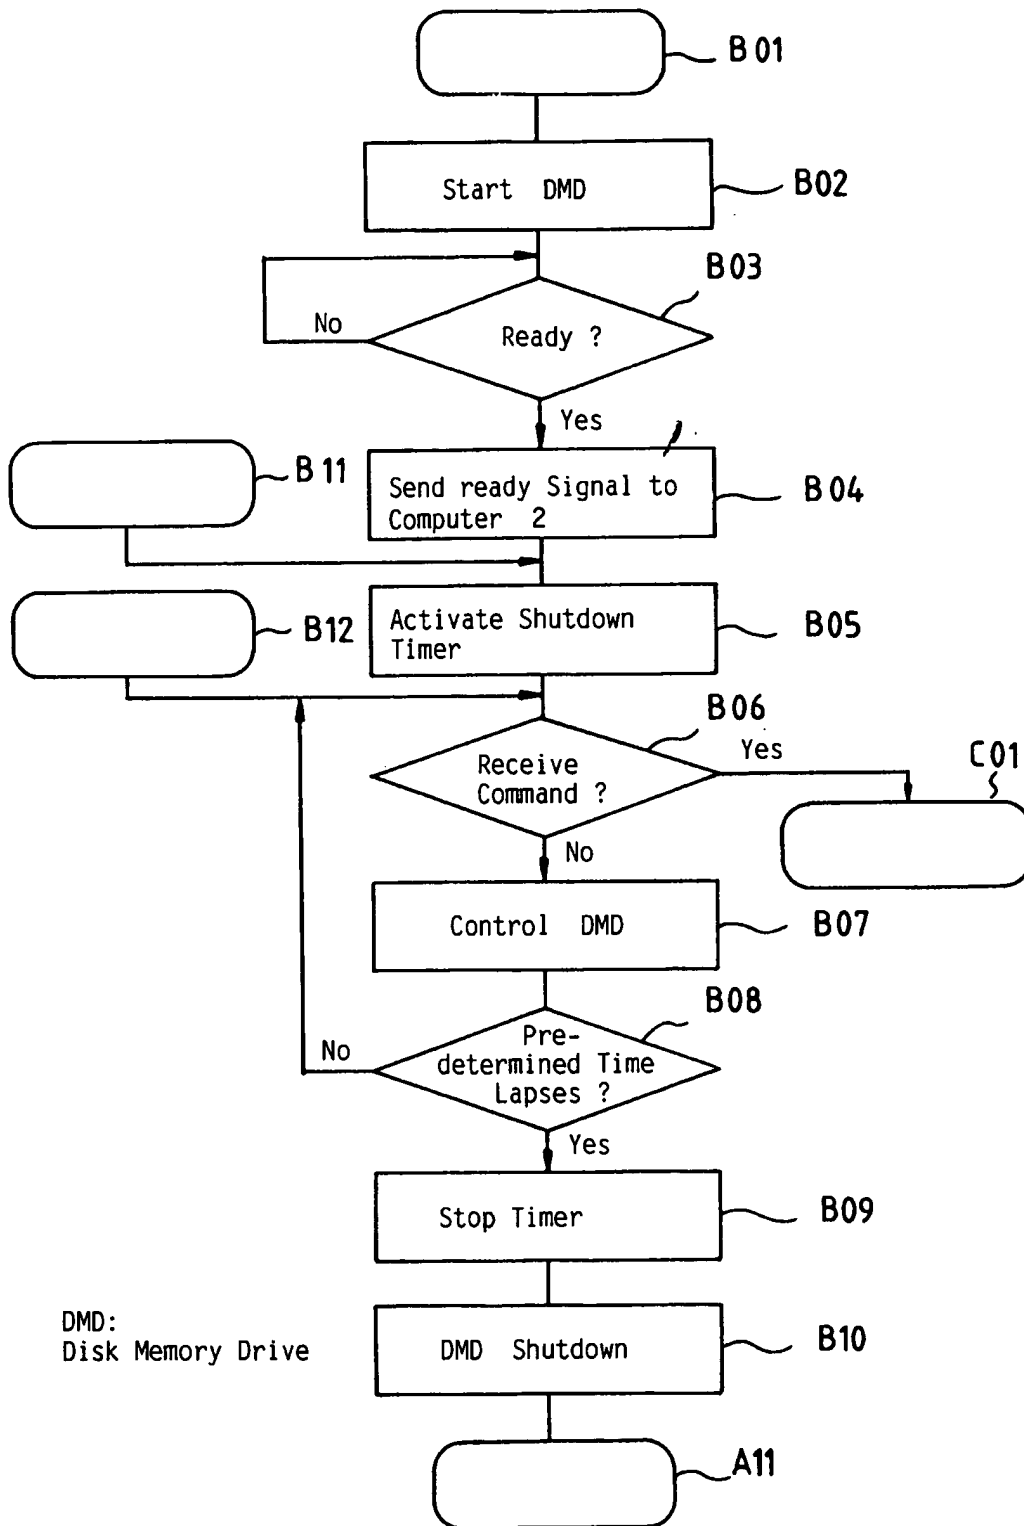 B01
Start DMD
B02
B03
Ready ?
No
Yes
B11
Send ready Signal to
Computer 2
B04
B12
Activate Shutdown
Timer
B05
B06
Receive
Command ?
Yes
C01
No
Control DMD
B07
B08
Pre-
determined Time
Lapses ?
No
Yes
Stop Timer
B09
DMD:
Disk Memory Drive
DMD Shutdown
B10
A11